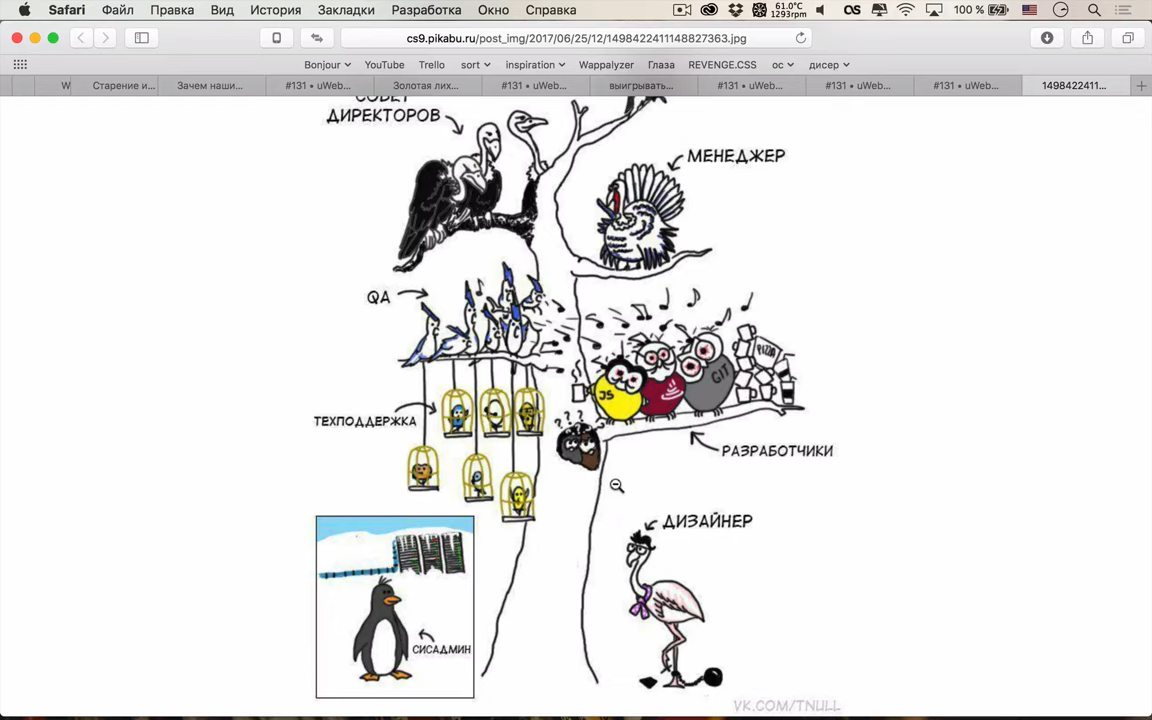 Safari Файл Правка Вид История Закладки Разработка Окно Справка
61.0°C
1293rpm
100 %
cs9.pikabu.ru/post_img/2017/06/25/12/1498422411148827363.jpg
Bonjour YouTube Trello sort inspiration Wappalyzer Глаза REVENGE.CSS ос дисер
W Старение и... Зачем наши... #131 • uWeb... Золотая лих... #131 • uWeb... выигрывать... #131 • uWeb... #131 • uWeb... #131 • uWeb... 1498422411...
СОВЕТ
ДИРЕКТОРОВ
МЕНЕДЖЕР
QA
PIZZA
JS
GIT
ТЕХПОДДЕРЖКА
? ? ?
РАЗРАБОТЧИКИ
ДИЗАЙНЕР
СИСАДМИН
VK.COM/TNULL